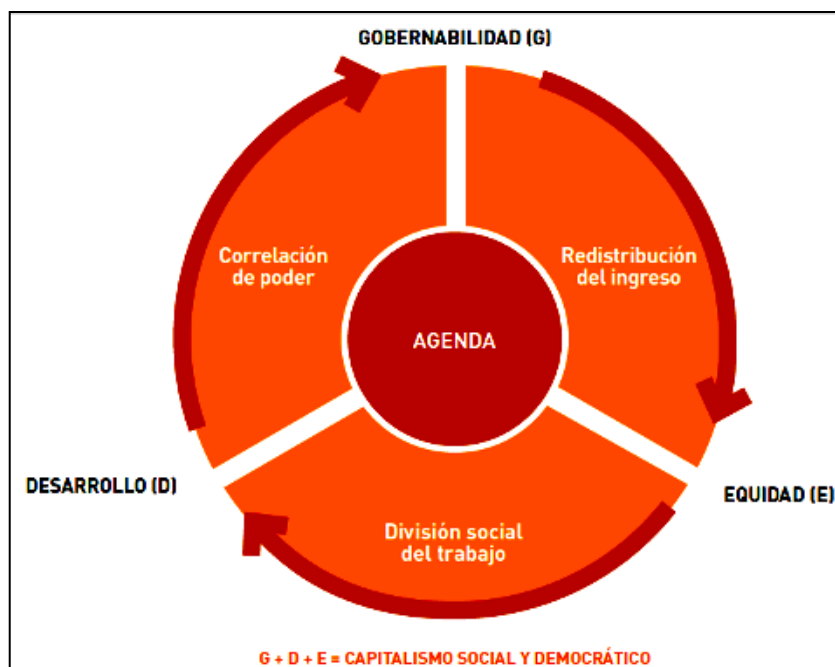 GOBERNABILIDAD (G)
Correlación
de poder
Redistribución
del ingreso
AGENDA
DESARROLLO (D)
EQUIDAD (E)
División social
del trabajo
G + D + E = CAPITALISMO SOCIAL Y DEMOCRÁTICO